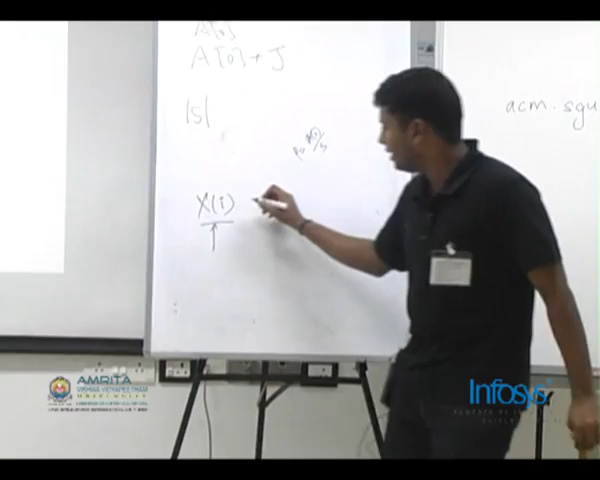 A[0]
A[0] + J
|S|
X(i)
acm.sgu
AMRITA
VISHWA VIDYAPEETHAM
UNIVERSITY
Infosys